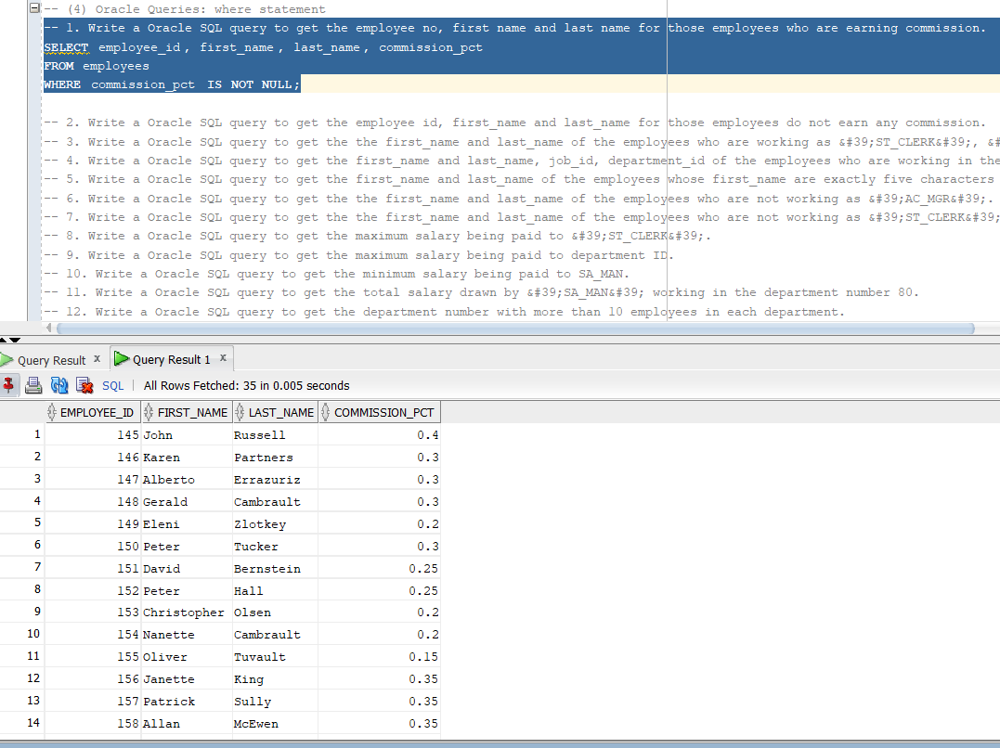 -- (4) Oracle Queries: where statement
-- 1. Write a Oracle SQL query to get the employee no, first name and last name for those employees who are earning commission.
SELECT employee_id, first_name, last_name, commission_pct
FROM employees
WHERE commission_pct IS NOT NULL;
-- 2. Write a Oracle SQL query to get the employee id, first_name and last_name for those employees do not earn any commission.
-- 3. Write a Oracle SQL query to get the the first_name and last_name of the employees who are working as &#39;ST_CLERK&#39;, &#
-- 4. Write a Oracle SQL query to get the first_name and last_name, job_id, department_id of the employees who are working in the
-- 5. Write a Oracle SQL query to get the first_name and last_name of the employees whose first_name are exactly five characters
-- 6. Write a Oracle SQL query to get the the first_name and last_name of the employees who are not working as &#39;AC_MGR&#39;.
-- 7. Write a Oracle SQL query to get the the first_name and last_name of the employees who are not working as &#39;ST_CLERK&#39;
-- 8. Write a Oracle SQL query to get the maximum salary being paid to &#39;ST_CLERK&#39;.
-- 9. Write a Oracle SQL query to get the maximum salary being paid to department ID.
-- 10. Write a Oracle SQL query to get the minimum salary being paid to SA_MAN.
-- 11. Write a Oracle SQL query to get the total salary drawn by &#39;SA_MAN&#39; working in the department number 80.
-- 12. Write a Oracle SQL query to get the department number with more than 10 employees in each department.
Query Result x Query Result 1 x
SQL | All Rows Fetched: 35 in 0.005 seconds
EMPLOYEE_ID FIRST_NAME LAST_NAME COMMISSION_PCT
1 145 John Russell 0.4
2 146 Karen Partners 0.3
3 147 Alberto Errazuriz 0.3
4 148 Gerald Cambrault 0.3
5 149 Eleni Zlotkey 0.2
6 150 Peter Tucker 0.3
7 151 David Bernstein 0.25
8 152 Peter Hall 0.25
9 153 Christopher Olsen 0.2
10 154 Nanette Cambrault 0.2
11 155 Oliver Tuvault 0.15
12 156 Janette King 0.35
13 157 Patrick Sully 0.35
14 158 Allan McEwen 0.35